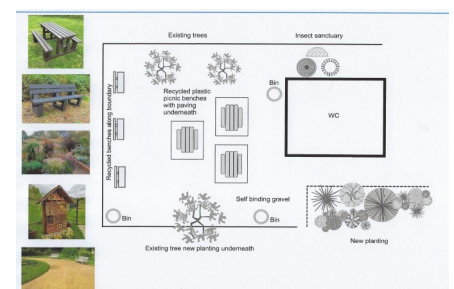 Existing trees
Insect sanctuary
Recycled benches along boundary
Recycled plastic
picnic benches
with paving
underneath
Bin
WC
Bin
Self binding gravel
Bin
Existing tree new planting underneath
New planting